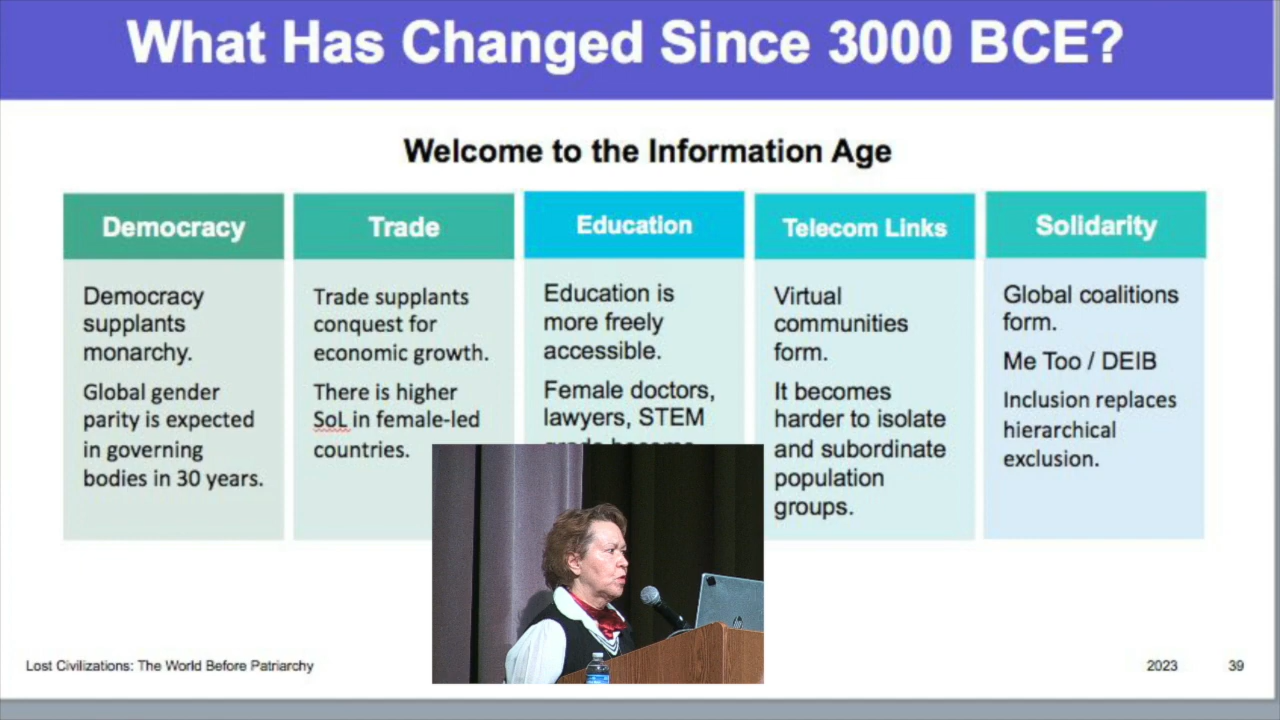 What Has Changed Since 3000 BCE?
Welcome to the Information Age
Democracy
Democracy
supplants
monarchy.
Global gender
parity is expected
in governing
bodies in 30 years.
Trade
Trade supplants
conquest for
economic growth.
There is higher
SoL in female-led
countries.
Education
Education is
more freely
accessible.
Female doctors,
lawyers, STEM
Telecom Links
Virtual
communities
form.
It becomes
harder to isolate
and subordinate
population
groups.
Solidarity
Global coalitions
form.
Me Too / DEIB
Inclusion replaces
hierarchical
exclusion.
hp
Lost Civilizations: The World Before Patriarchy
2023
39